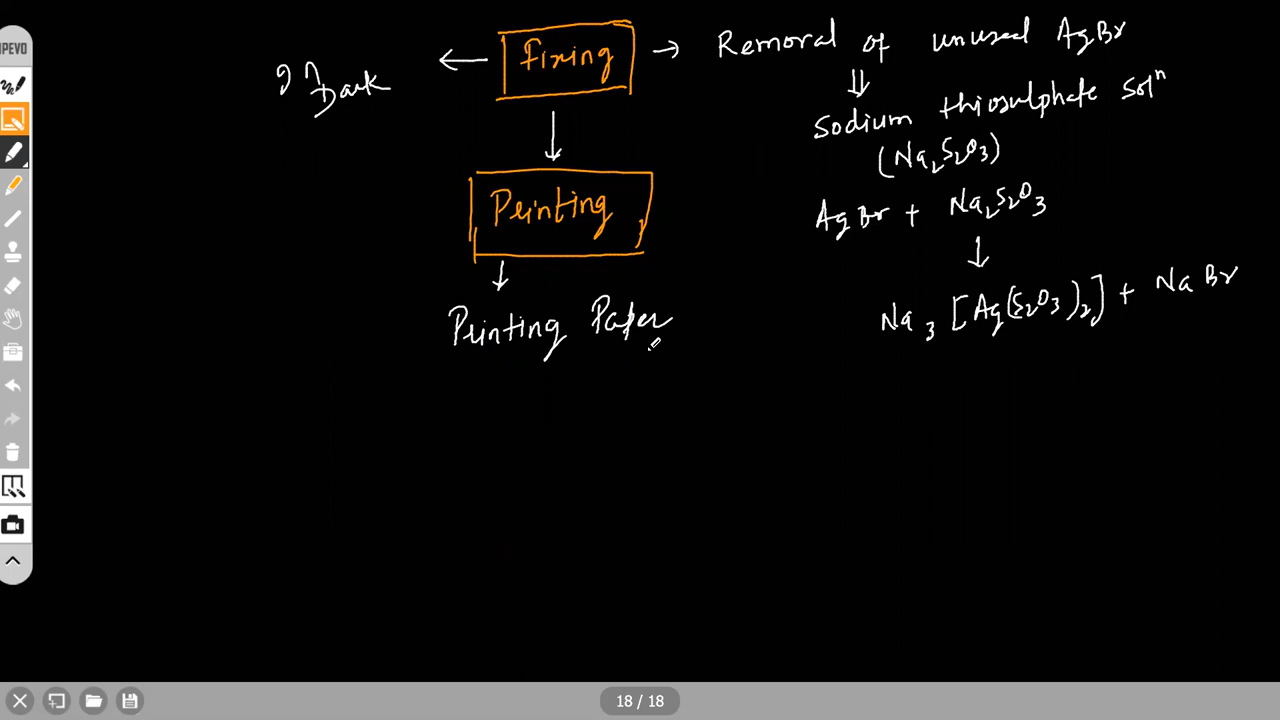 IPEVO
Fixing → Removal of unused AgBr
← In Dark
⇓
Sodium thiosulphate Solⁿ
(Na₂S₂O₃)
↓
Printing
AgBr + Na₂S₂O₃
↓
Na₃[Ag(S₂O₃)₂] + NaBr
↓
Printing Paper
18 / 18